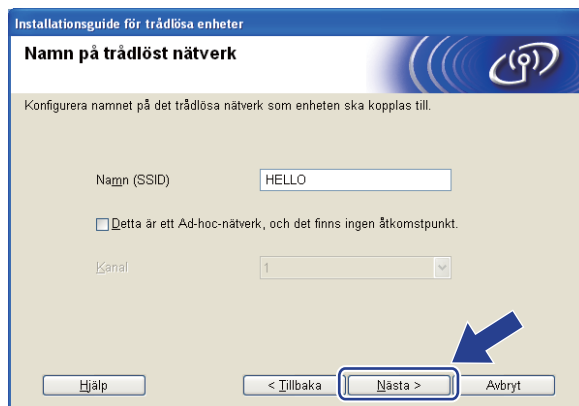 Installationsguide för trådlösa enheter
Namn på trådlöst nätverk
Konfigurera namnet på det trådlösa nätverk som enheten ska kopplas till.
Namn (SSID) HELLO
Detta är ett Ad-hoc-nätverk, och det finns ingen åtkomstpunkt.
Kanal 1
Hjälp < Tillbaka Nästa > Avbryt